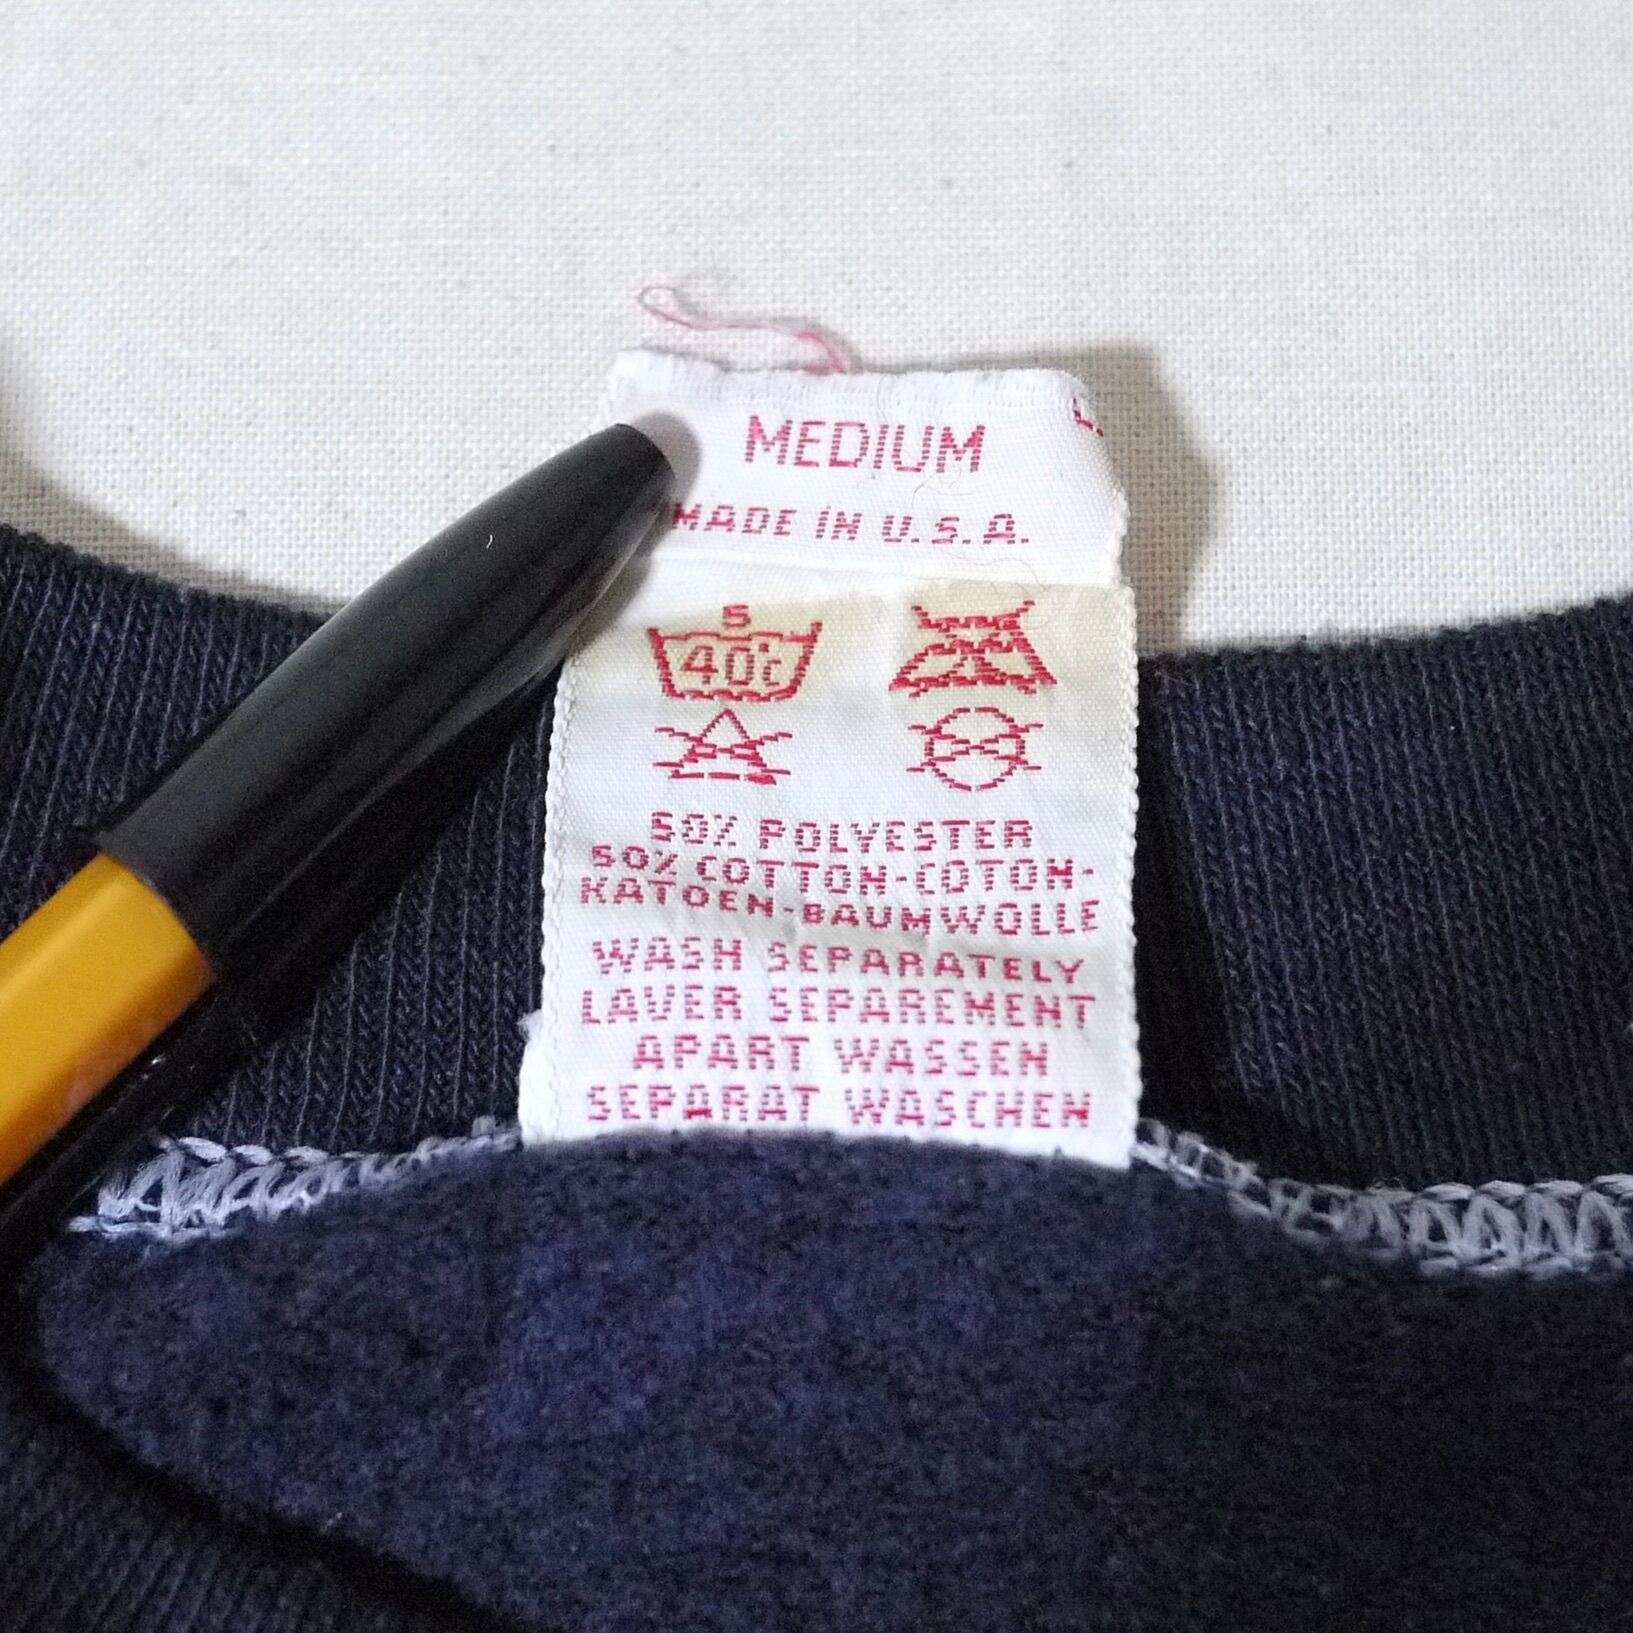 MEDIUM
MADE IN U.S.A.
5
40°C
50% POLYESTER
50% COTTON-COTON-
KATOEN-BAUMWOLLE
WASH SEPARATELY
LAVER SEPAREMENT
APART WASSEN
SEPARAT WASCHEN